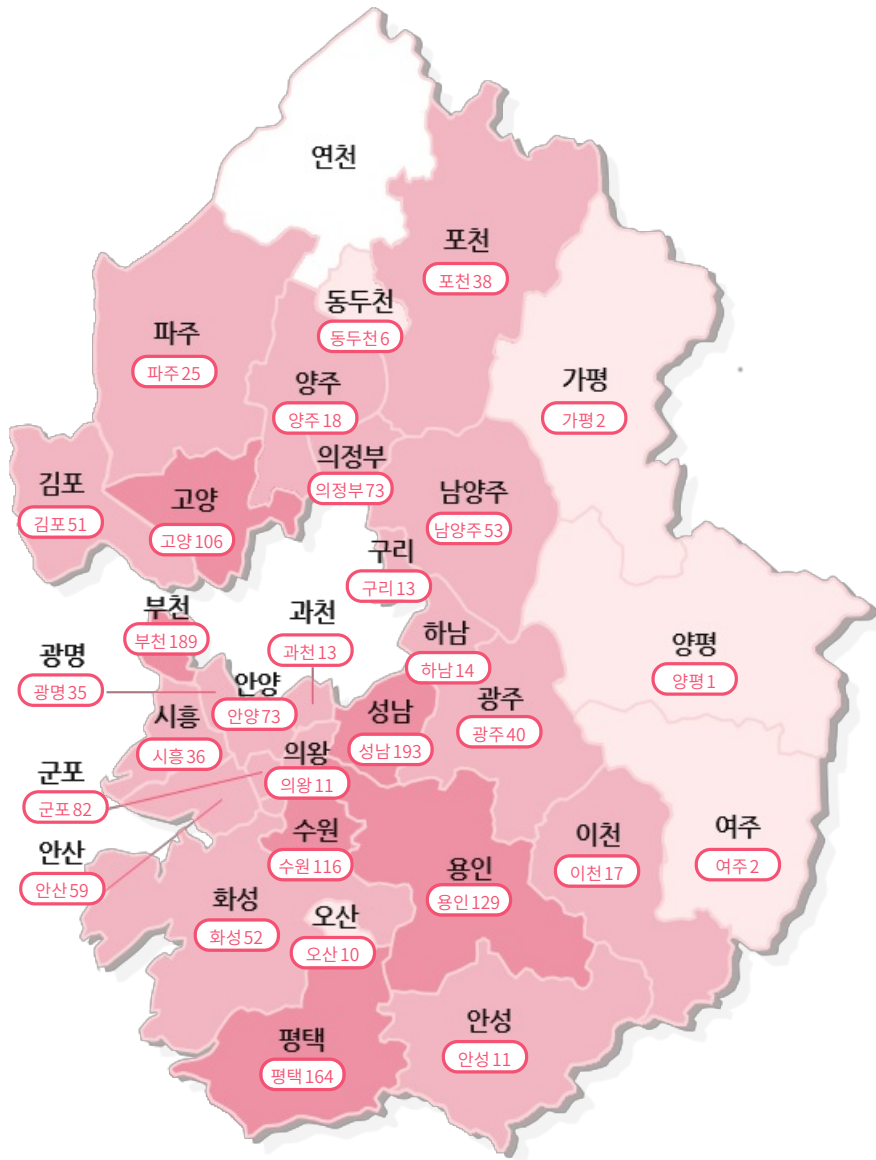 연천
포천
포천38
동두천
동두천6
파주
파주25
양주
양주18
가평
가평2
의정부
의정부73
김포
김포51
고양
고양106
남양주
남양주53
구리
구리13
부천
부천189
과천
과천13
하남
하남14
양평
양평1
광명
광명35
안양
안양73
시흥
시흥36
성남
성남193
광주
광주40
의왕
의왕11
군포
군포82
수원
수원116
이천
이천17
여주
여주2
안산
안산59
용인
용인129
화성
화성52
오산
오산10
안성
안성11
평택
평택164